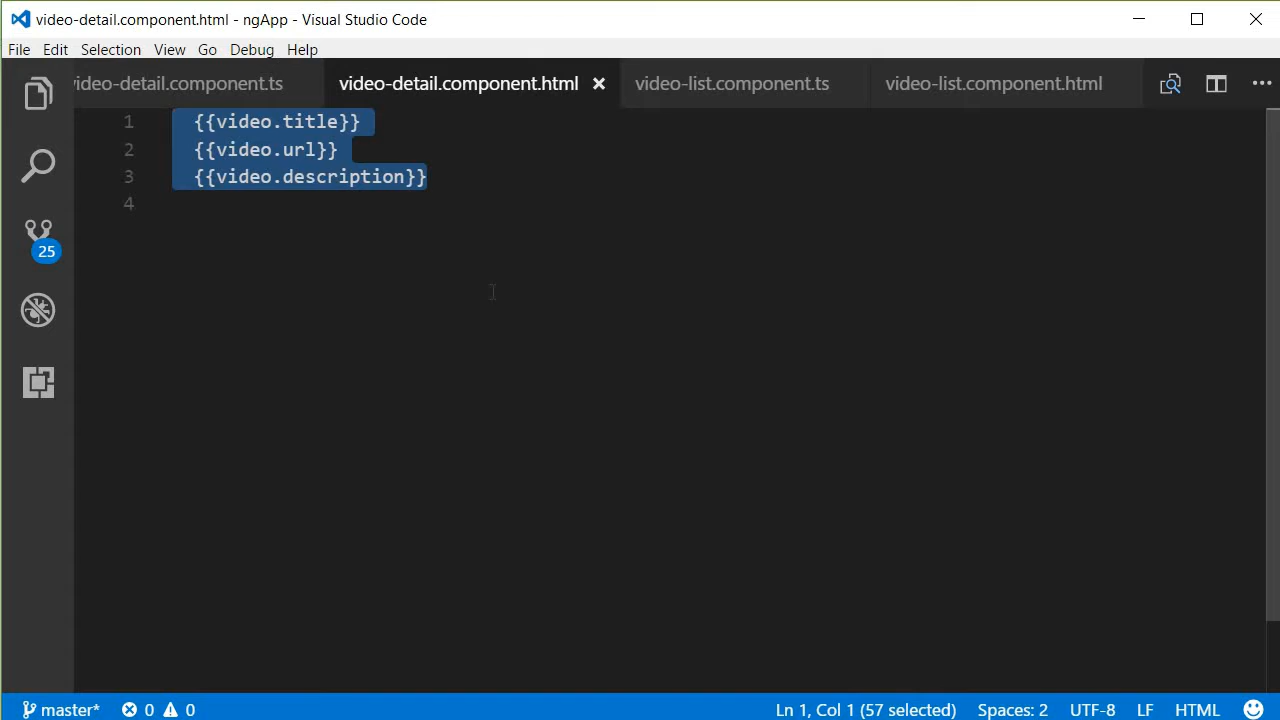 video-detail.component.html - ngApp - Visual Studio Code
File Edit Selection View Go Debug Help
video-detail.component.ts video-detail.component.html video-list.component.ts video-list.component.html
1 {{video.title}}
2 {{video.url}}
3 {{video.description}}
4
25
master* 0 0 Ln 1, Col 1 (57 selected) Spaces: 2 UTF-8 LF HTML